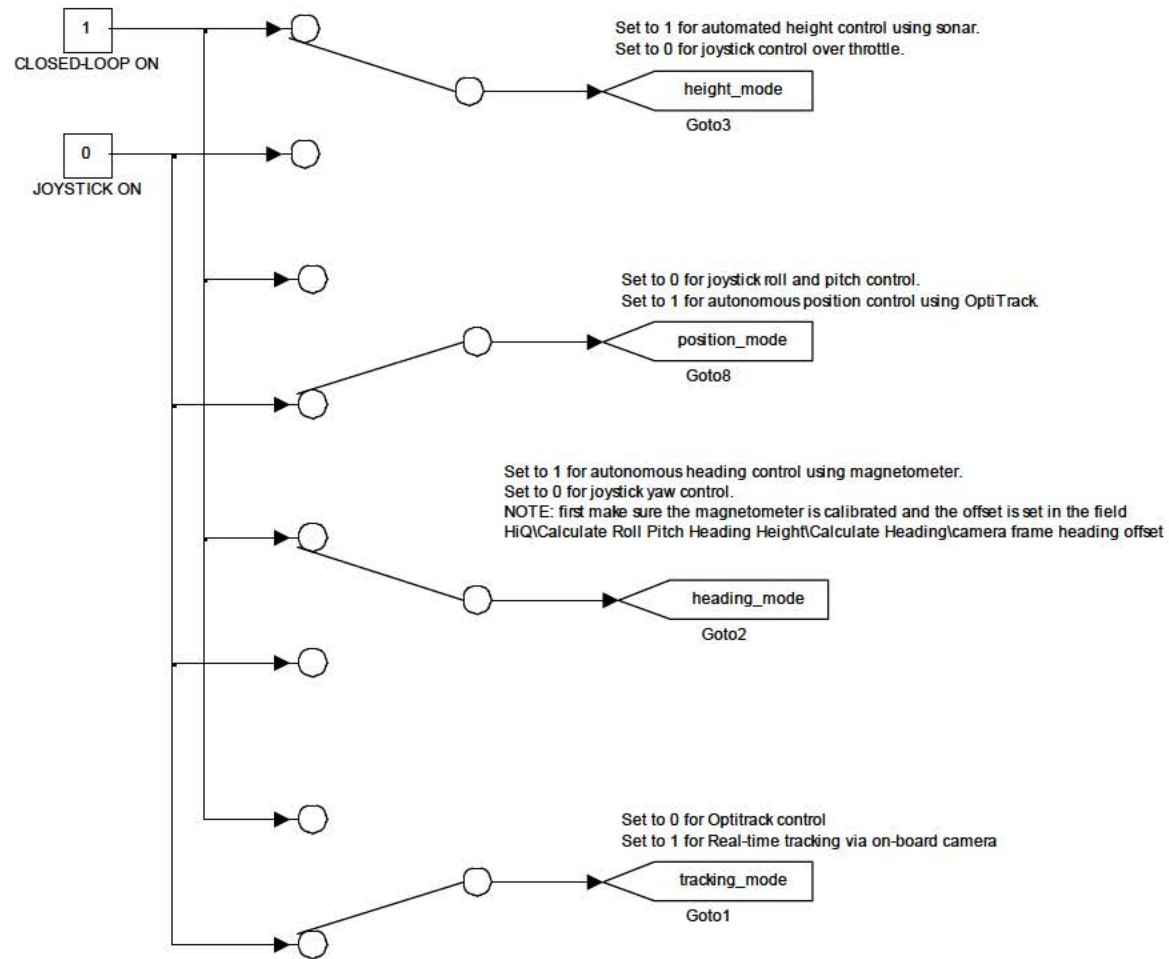 1
CLOSED-LOOP ON
Set to 1 for automated height control using sonar.
Set to 0 for joystick control over throttle.
height_mode
Goto3
0
JOYSTICK ON
Set to 0 for joystick roll and pitch control.
Set to 1 for autonomous position control using OptiTrack.
position_mode
Goto8
Set to 1 for autonomous heading control using magnetometer.
Set to 0 for joystick yaw control.
NOTE: first make sure the magnetometer is calibrated and the offset is set in the field
HiQ\Calculate Roll Pitch Heading Height\Calculate Heading\camera frame heading offset
heading_mode
Goto2
Set to 0 for Optitrack control
Set to 1 for Real-time tracking via on-board camera
tracking_mode
Goto1